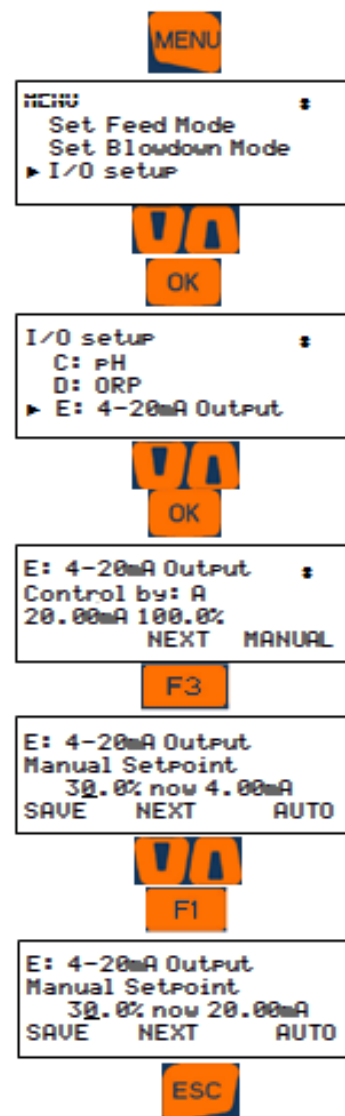 MENU
MENU
Set Feed Mode
Set Blowdown Mode
I/O setup
OK
I/O setup
C: pH
D: ORP
E: 4-20mA Output
OK
E: 4-20mA Output
Control by: A
20.00mA 100.0%
NEXT MANUAL
F3
E: 4-20mA Output
Manual Setpoint
30.0% now 4.00mA
SAVE NEXT AUTO
F1
E: 4-20mA Output
Manual Setpoint
30.0% now 20.00mA
SAVE NEXT AUTO
ESC